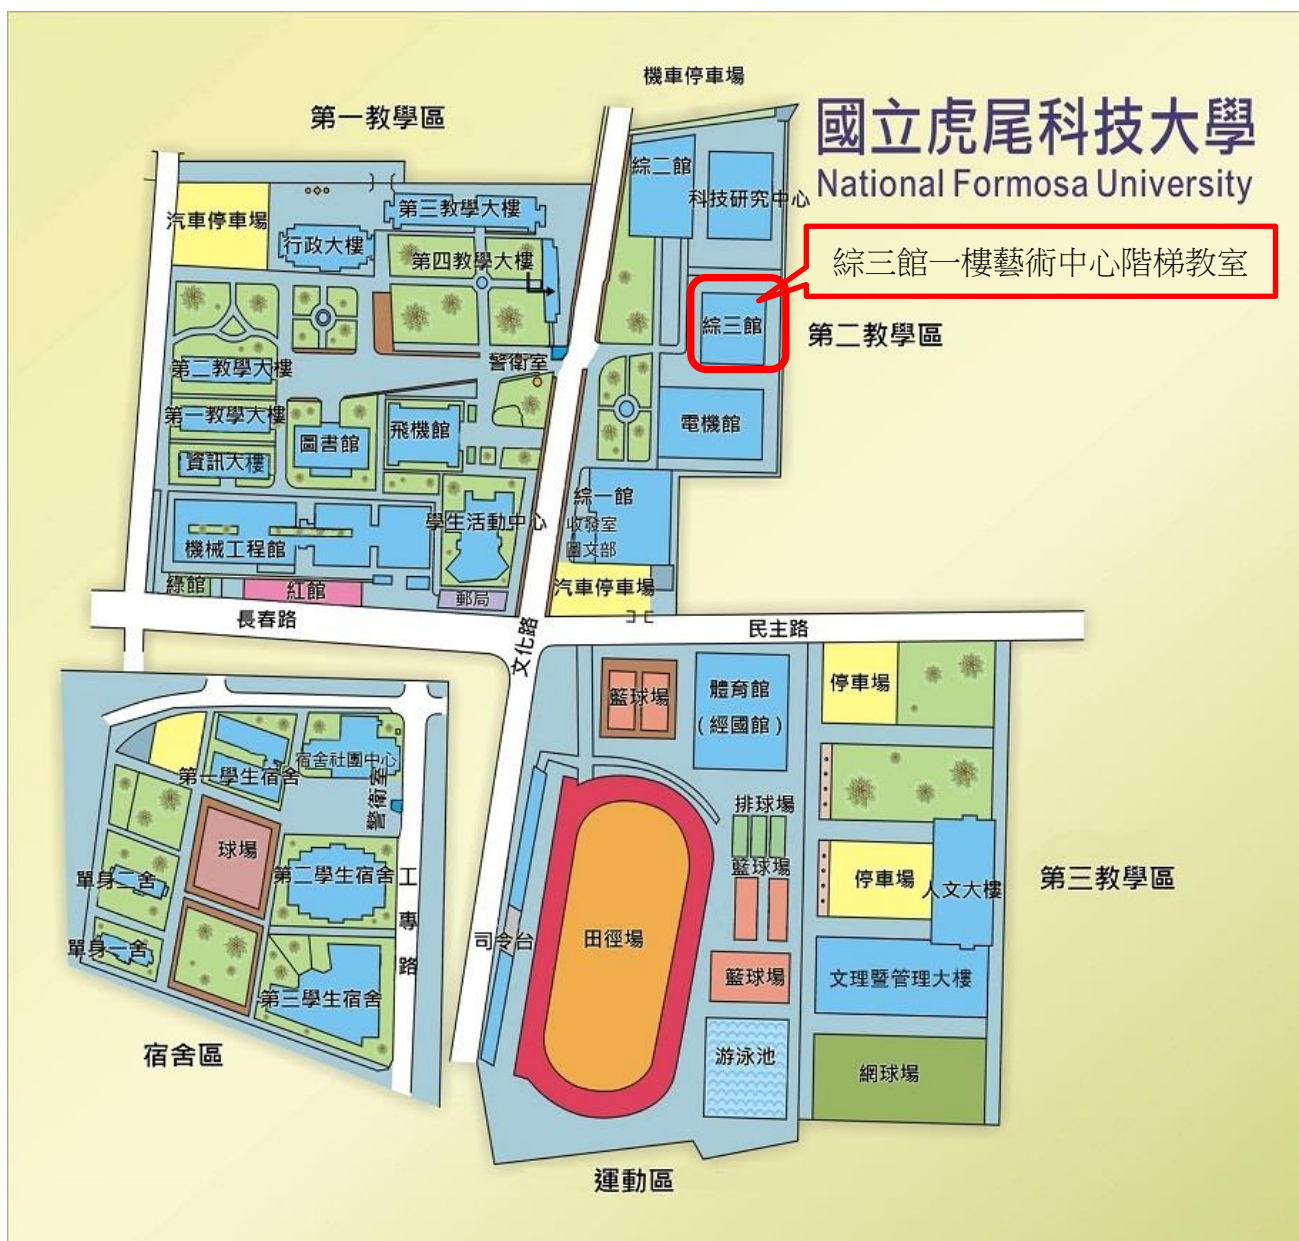 機車停車場
第一教學區
國立虎尾科技大學
National Formosa University
綜二館
科技研究中心
汽車停車場
行政大樓
第三教學大樓
第四教學大樓
綜三館一樓藝術中心階梯教室
綜三館
第二教學區
警衛室
第二教學大樓
第一教學大樓
圖書館
飛機館
電機館
資訊大樓
綜一館
收發室
圖文部
學生活動中心
機械工程館
綠館
紅館
郵局
汽車停車場
長春路
文化路
民主路
籃球場
體育館
(經國館)
停車場
第一學生宿舍
宿舍社團中心
警衛室
排球場
籃球場
球場
第二學生宿舍
工專路
單身二舍
停車場
人文大樓
第三教學區
單身一舍
司令台
田徑場
籃球場
文理暨管理大樓
第三學生宿舍
宿舍區
游泳池
網球場
運動區